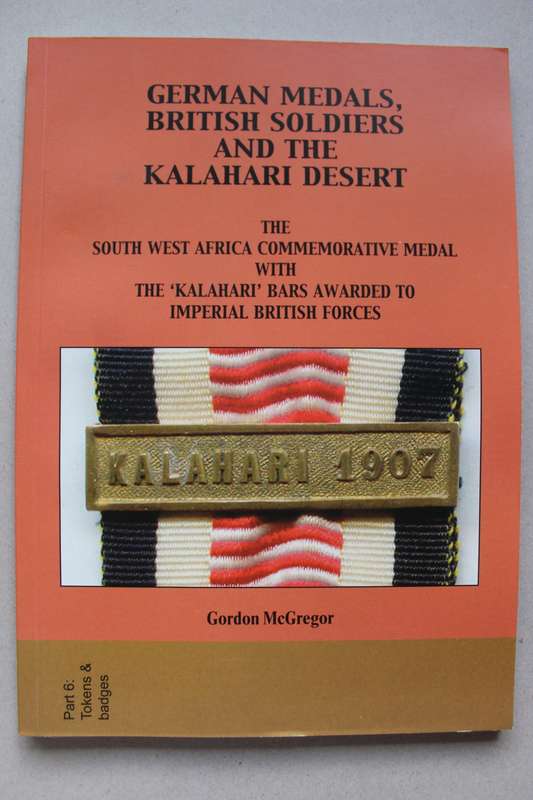 GERMAN MEDALS,
BRITISH SOLDIERS
AND THE
KALAHARI DESERT
THE
SOUTH WEST AFRICA COMMEMORATIVE MEDAL
WITH
THE ‘KALAHARI’ BARS AWARDED TO
IMPERIAL BRITISH FORCES
KALAHARI 1907
Gordon McGregor
Part 6:
Tokens &
badges